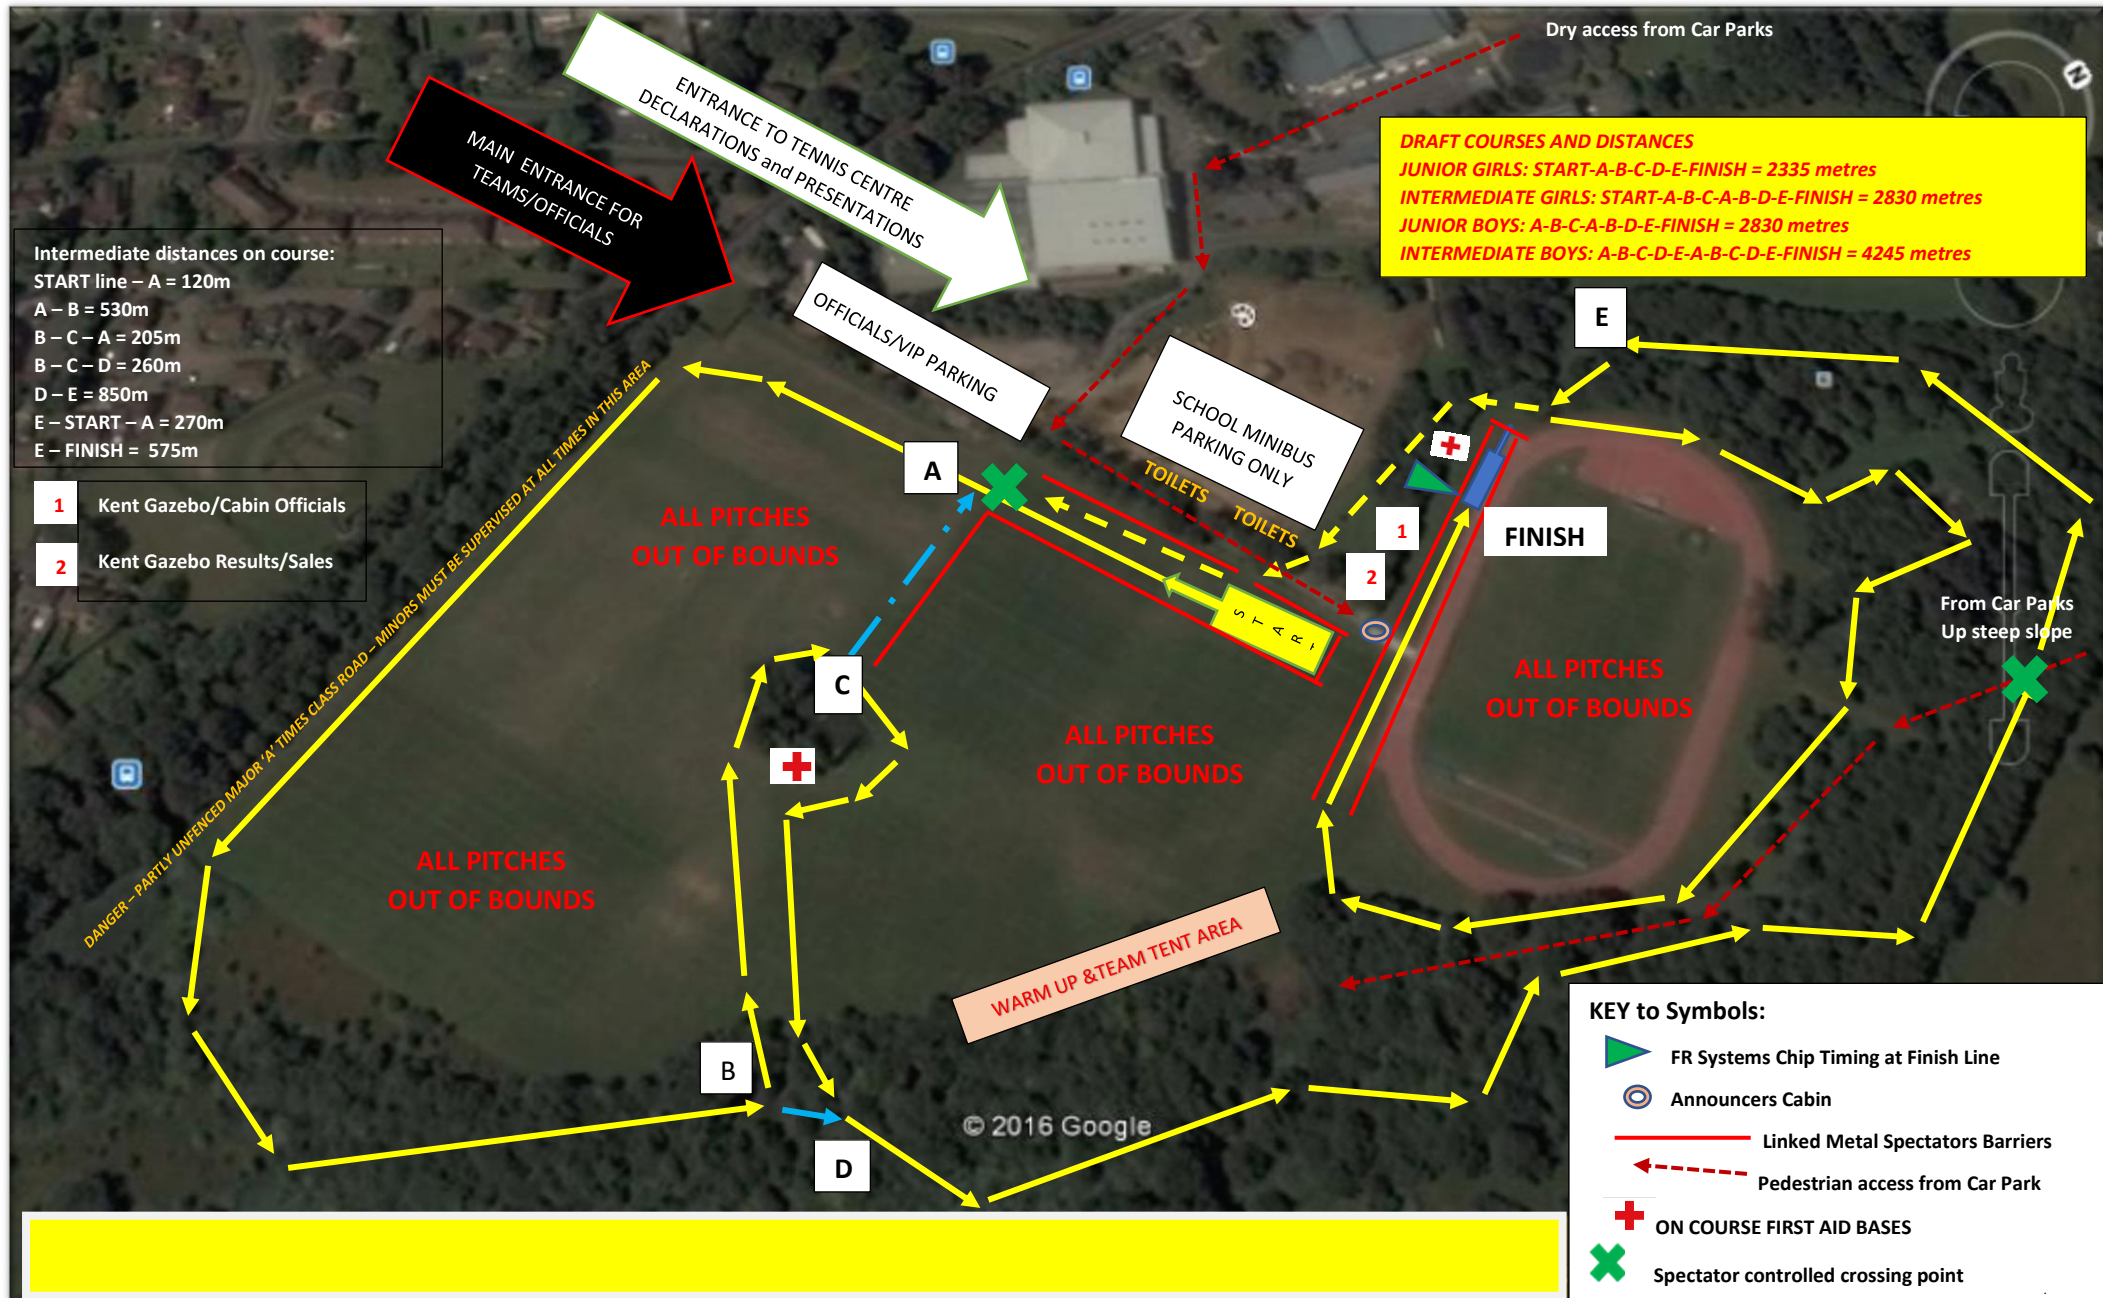 Dry access from Car Parks
N
ENTRANCE TO TENNIS CENTRE
DECLARATIONS and PRESENTATIONS
MAIN ENTRANCE FOR
TEAMS/OFFICIALS
DRAFT COURSES AND DISTANCES
JUNIOR GIRLS: START-A-B-C-D-E-FINISH = 2335 metres
INTERMEDIATE GIRLS: START-A-B-C-A-B-D-E-FINISH = 2830 metres
JUNIOR BOYS: A-B-C-A-B-D-E-FINISH = 2830 metres
INTERMEDIATE BOYS: A-B-C-D-E-A-B-C-D-E-FINISH = 4245 metres
Intermediate distances on course:
START line – A = 120m
A – B = 530m
B – C – A = 205m
B – C – D = 260m
D – E = 850m
E – START – A = 270m
E – FINISH = 575m
1 Kent Gazebo/Cabin Officials
2 Kent Gazebo Results/Sales
OFFICIALS/VIP PARKING
SCHOOL MINIBUS
PARKING ONLY
TOILETS
TOILETS
E
A
1
2
FINISH
START
DANGER – PARTLY UNFENCED MAJOR 'A' TIMES CLASS ROAD – MINORS MUST BE SUPERVISED AT ALL TIMES IN THIS AREA
ALL PITCHES
OUT OF BOUNDS
From Car Parks
Up steep slope
C
ALL PITCHES
OUT OF BOUNDS
ALL PITCHES
OUT OF BOUNDS
ALL PITCHES
OUT OF BOUNDS
WARM UP &TEAM TENT AREA
B
D
© 2016 Google
KEY to Symbols:
FR Systems Chip Timing at Finish Line
Announcers Cabin
Linked Metal Spectators Barriers
Pedestrian access from Car Park
ON COURSE FIRST AID BASES
Spectator controlled crossing point